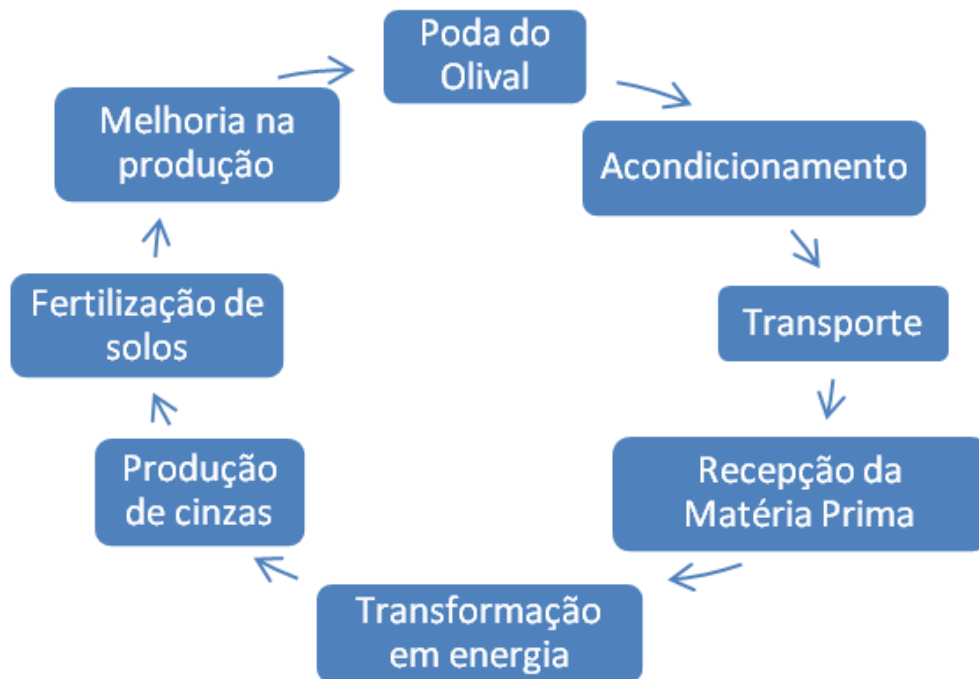 Poda do
Olival
Acondicionamento
Transporte
Recepção da
Matéria Prima
Transformação
em energia
Produção
de cinzas
Fertilização de
solos
Melhoria na
produção